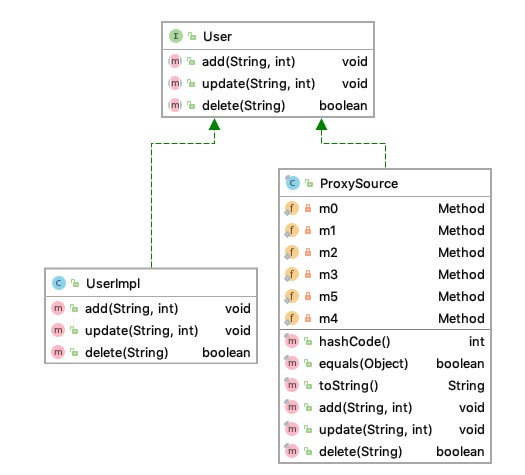 User
add(String, int) void
update(String, int) void
delete(String) boolean
ProxySource
m0 Method
m1 Method
m2 Method
m3 Method
m5 Method
m4 Method
hashCode() int
equals(Object) boolean
toString() String
add(String, int) void
update(String, int) void
delete(String) boolean
UserImpl
add(String, int) void
update(String, int) void
delete(String) boolean